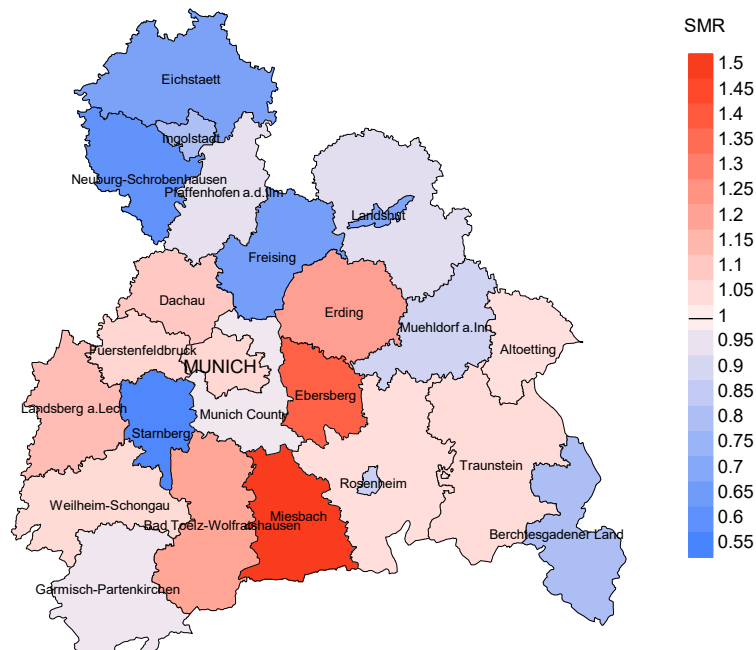 SMR
Eichstaett
Ingolstadt
Neuburg-Schrobenhausen
Pfaffenhofen a.d.Ilm
Landshut
Freising
Dachau
Erding
Muehldorf a.Inn
Altoetting
Fuerstenfeldbruck
MUNICH
Ebersberg
Landsberg a.Lech
Munich County
Starnberg
Traunstein
Rosenheim
Weilheim-Schongau
Miesbach
Bad Toelz-Wolfratshausen
Berchtesgadener Land
Garmisch-Partenkirchen
1.5
1.45
1.4
1.35
1.3
1.25
1.2
1.15
1.1
1.05
1
0.95
0.9
0.85
0.8
0.75
0.7
0.65
0.6
0.55